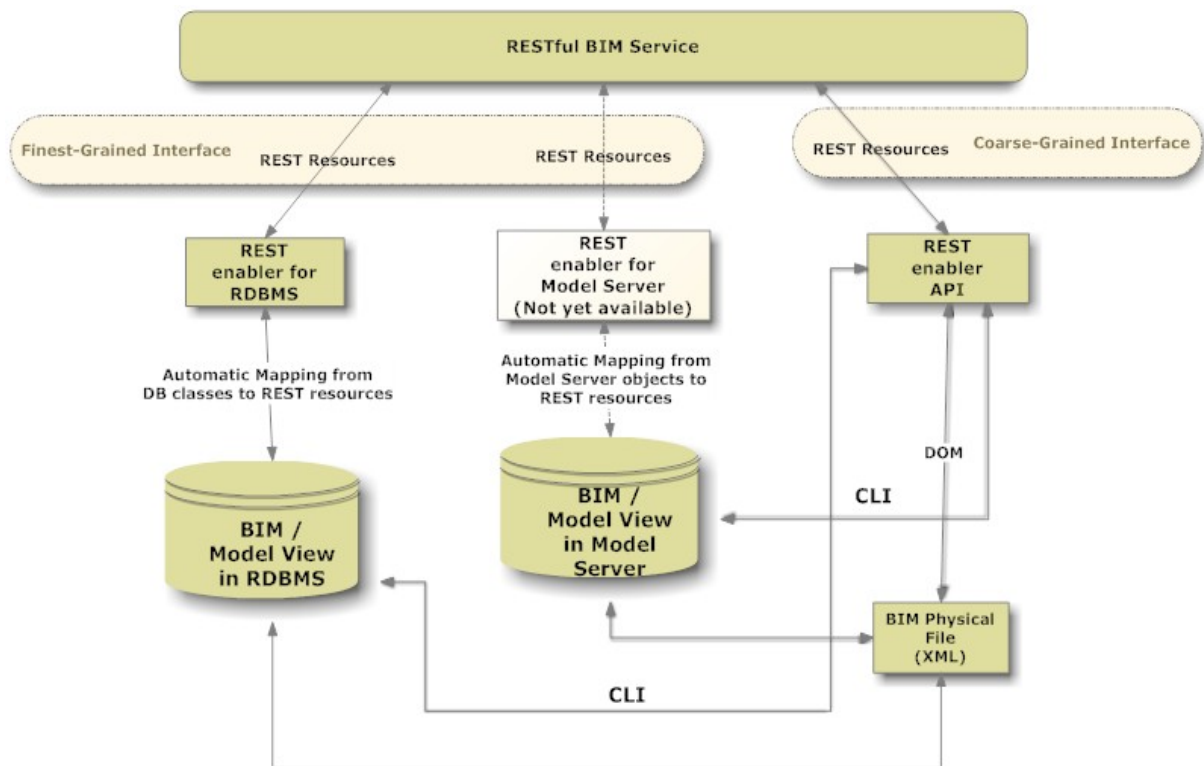 RESTful BIM Service
Finest-Grained Interface
REST Resources
REST Resources
REST Resources
Coarse-Grained Interface
REST
enabler for
RDBMS
REST
enabler for
Model Server
(Not yet available)
REST
enabler
API
Automatic Mapping from
DB classes to REST resources
Automatic Mapping from
Model Server objects to
REST resources
DOM
CLI
BIM /
Model View
in RDBMS
BIM /
Model View
in Model
Server
BIM Physical
File
(XML)
CLI